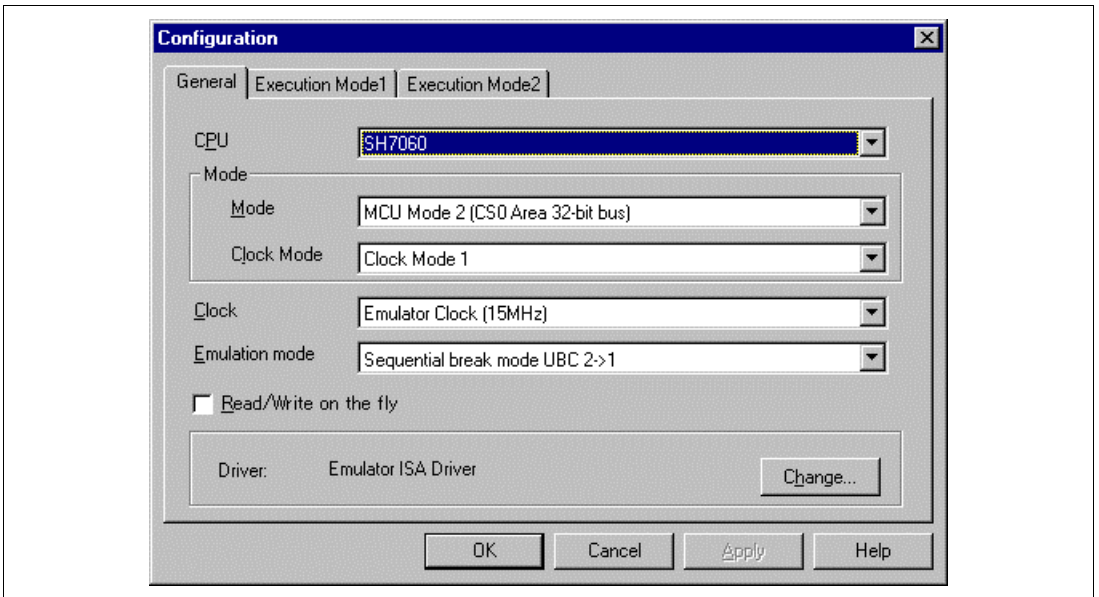 Configuration
General Execution Mode1 Execution Mode2
CPU SH7060
Mode
Mode MCU Mode 2 (CS0 Area 32-bit bus)
Clock Mode Clock Mode 1
Clock Emulator Clock (15MHz)
Emulation mode Sequential break mode UBC 2->1
Read/Write on the fly
Driver: Emulator ISA Driver Change...
OK Cancel Apply Help